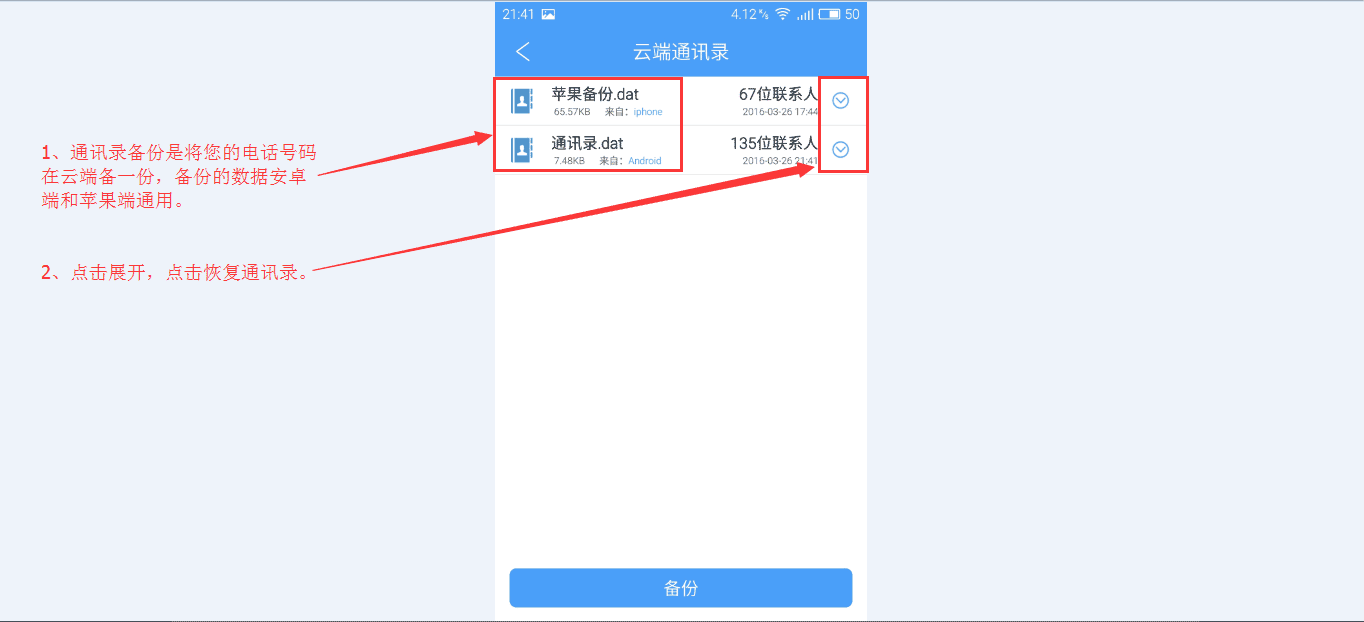 21:41 4.12 K/s 50
云端通讯录
苹果备份.dat 67位联系人
65.57KB 来自：iphone 2016-03-26 17:44
通讯录.dat 135位联系人
7.48KB 来自：Android 2016-03-26 21:41
1、通讯录备份是将您的电话号码
在云端备一份，备份的数据安卓
端和苹果端通用。
2、点击展开，点击恢复通讯录。
备份